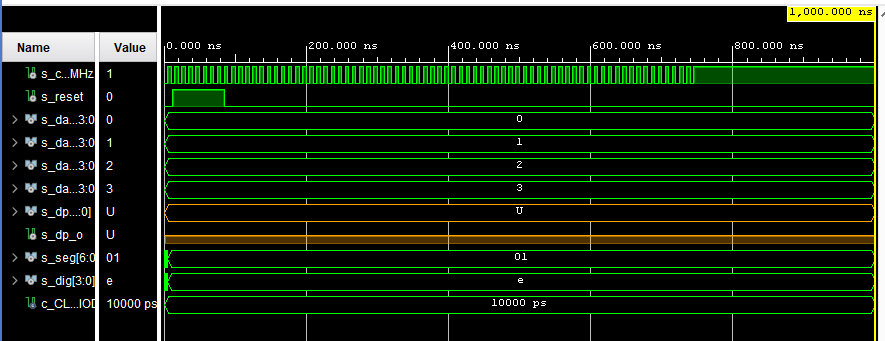 1,000.000 ns
Name Value 0.000 ns 200.000 ns 400.000 ns 600.000 ns 800.000 ns
s_c...MHz 1
s_reset 0
s_da...3:0 0 0
s_da...3:0 1 1
s_da...3:0 2 2
s_da...3:0 3 3
s_dp...:0] U U
s_dp_o U
s_seg[6:0 01 01
s_dig[3:0] e e
c_CL...IOD 10000 ps 10000 ps